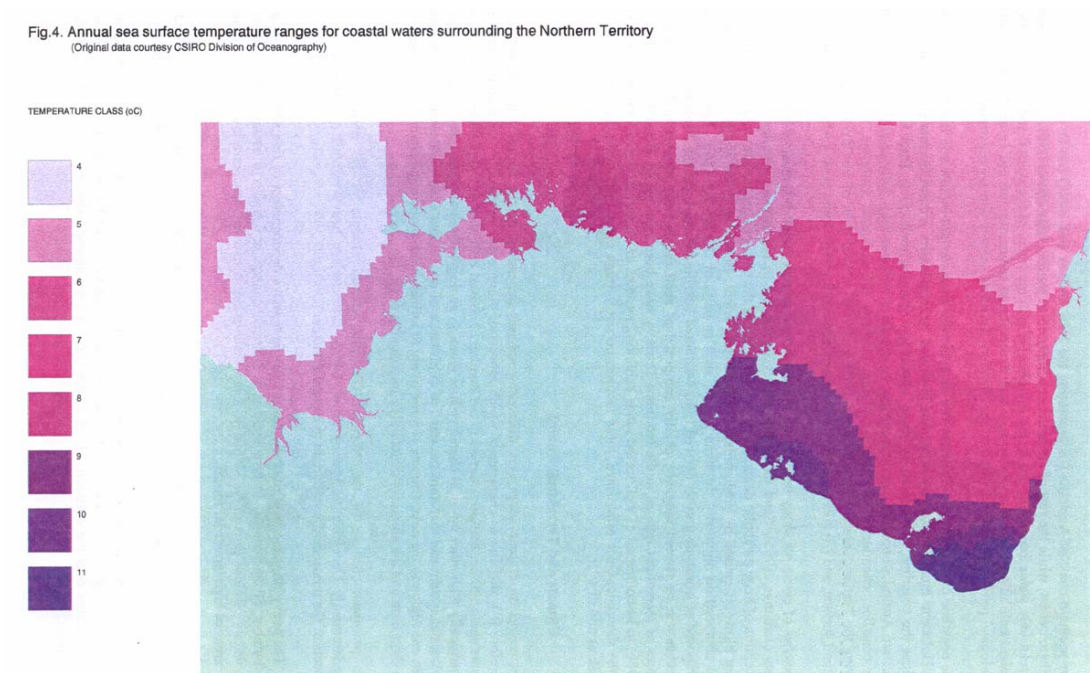 Fig.4. Annual sea surface temperature ranges for coastal waters surrounding the Northern Territory
(Original data courtesy CSIRO Division of Oceanography)
TEMPERATURE CLASS (oC)
4
5
6
7
8
9
10
11